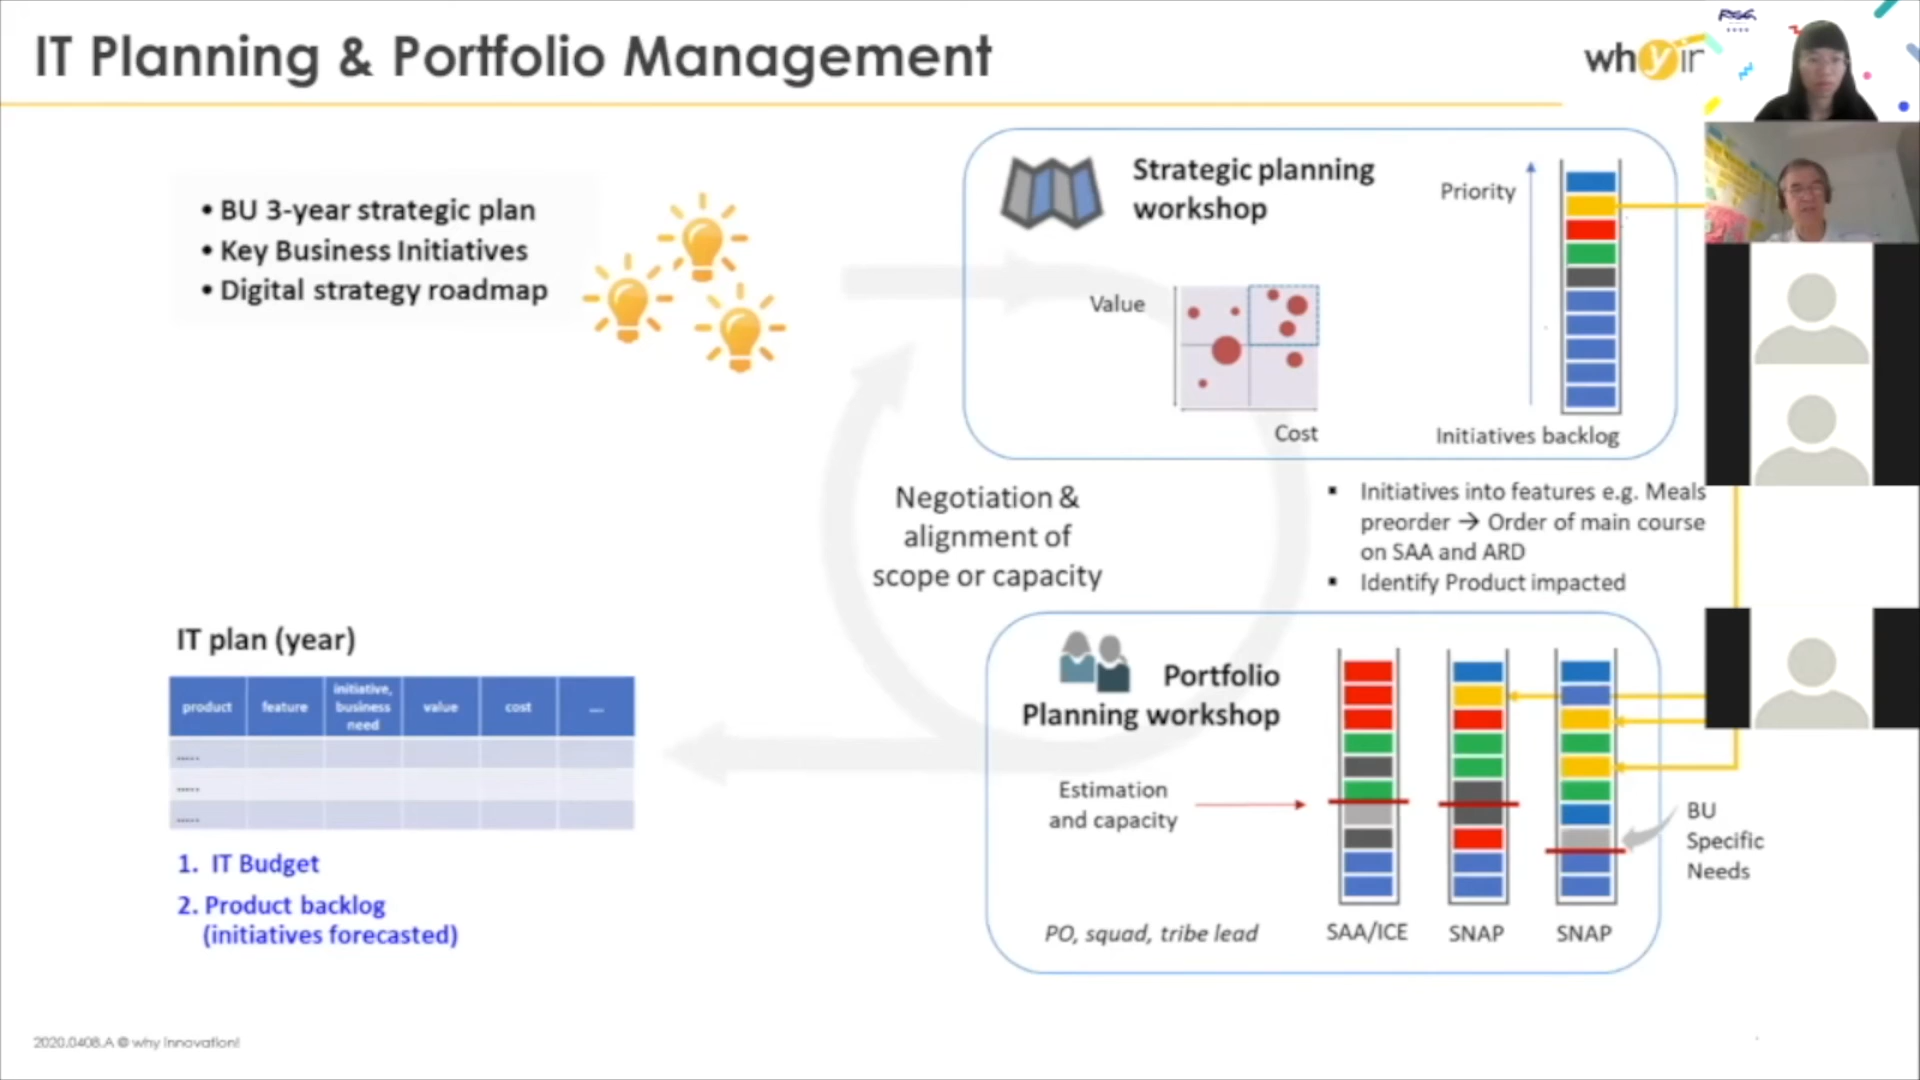 IT Planning & Portfolio Management
whyin
• BU 3-year strategic plan
• Key Business Initiatives
• Digital strategy roadmap
Strategic planning
workshop
Priority
Value
Cost
Initiatives backlog
Negotiation &
alignment of
scope or capacity
▪ Initiatives into features e.g. Meals
preorder → Order of main course
on SAA and ARD
▪ Identify Product impacted
IT plan (year)
product feature initiative, business need value cost ....
.....
.....
.....
1. IT Budget
2. Product backlog
(initiatives forecasted)
Portfolio
Planning workshop
Estimation
and capacity
PO, squad, tribe lead
SAA/ICE SNAP SNAP
BU
Specific
Needs
2020.0408.A @ why innovation!